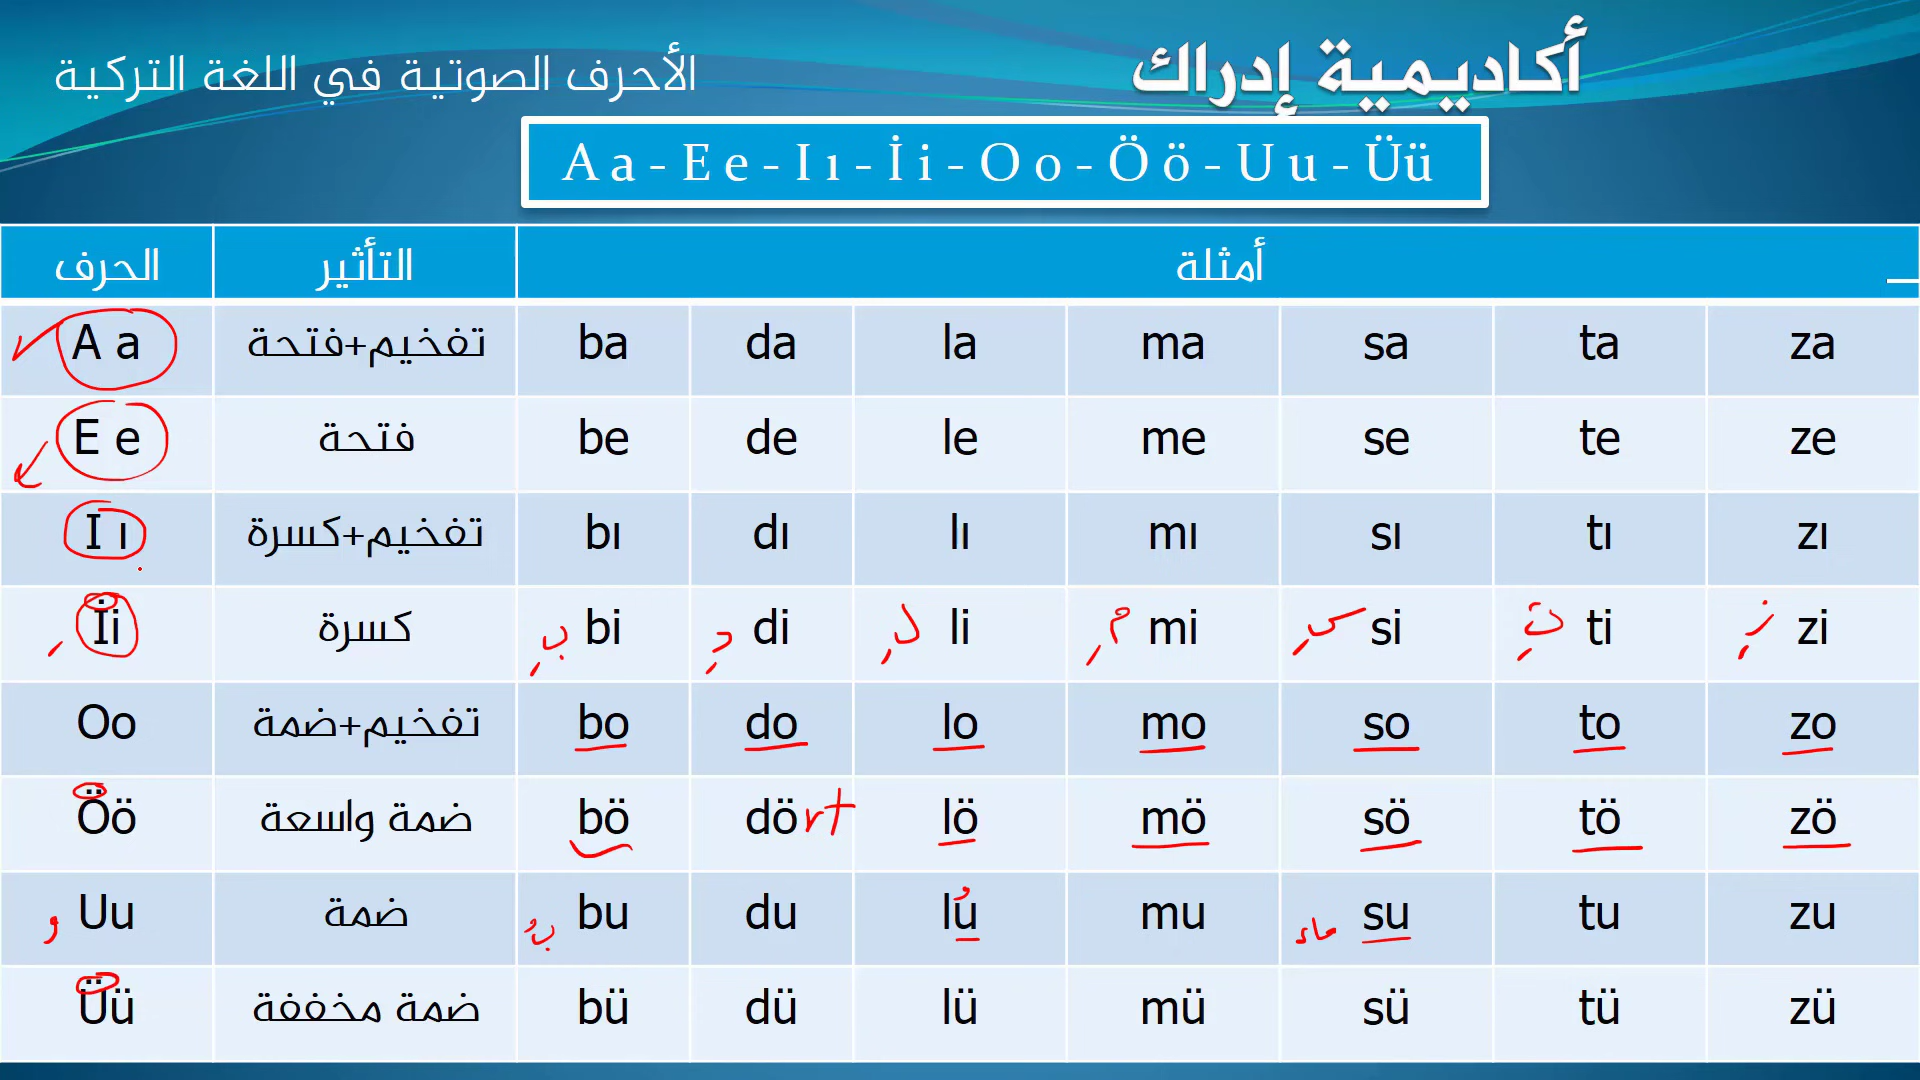 أكاديمية إدراك
الأحرف الصوتية في اللغة التركية
A a - E e - I ı - İ i - O o - Ö ö - U u - Üü
الحرف التأثير أمثلة
A a تفخيم+فتحة ba da la ma sa ta za
E e فتحة be de le me se te ze
I ı تفخيم+كسرة bı dı lı mı sı tı zı
İi كسرة bi di li mi si ti zi
Oo تفخيم+ضمة bo do lo mo so to zo
Öö ضمة واسعة bö dört lö mö sö tö zö
Uu ضمة bu du lu mu ماء su tu zu
Üü ضمة مخففة bü dü lü mü sü tü zü